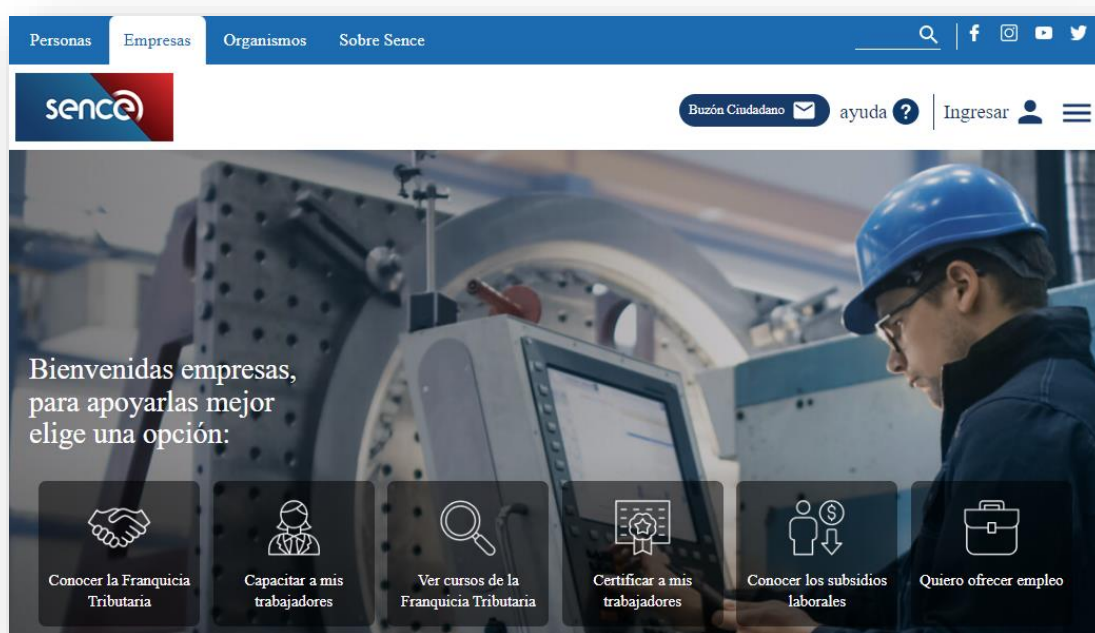 Personas Empresas Organismos Sobre Sence
sence
Buzón Ciudadano ayuda ? Ingresar
Bienvenidas empresas,
para apoyarlas mejor
elige una opción:
Conocer la Franquicia
Tributaria
Capacitar a mis
trabajadores
Ver cursos de la
Franquicia Tributaria
Certificar a mis
trabajadores
Conocer los subsidios
laborales
Quiero ofrecer empleo